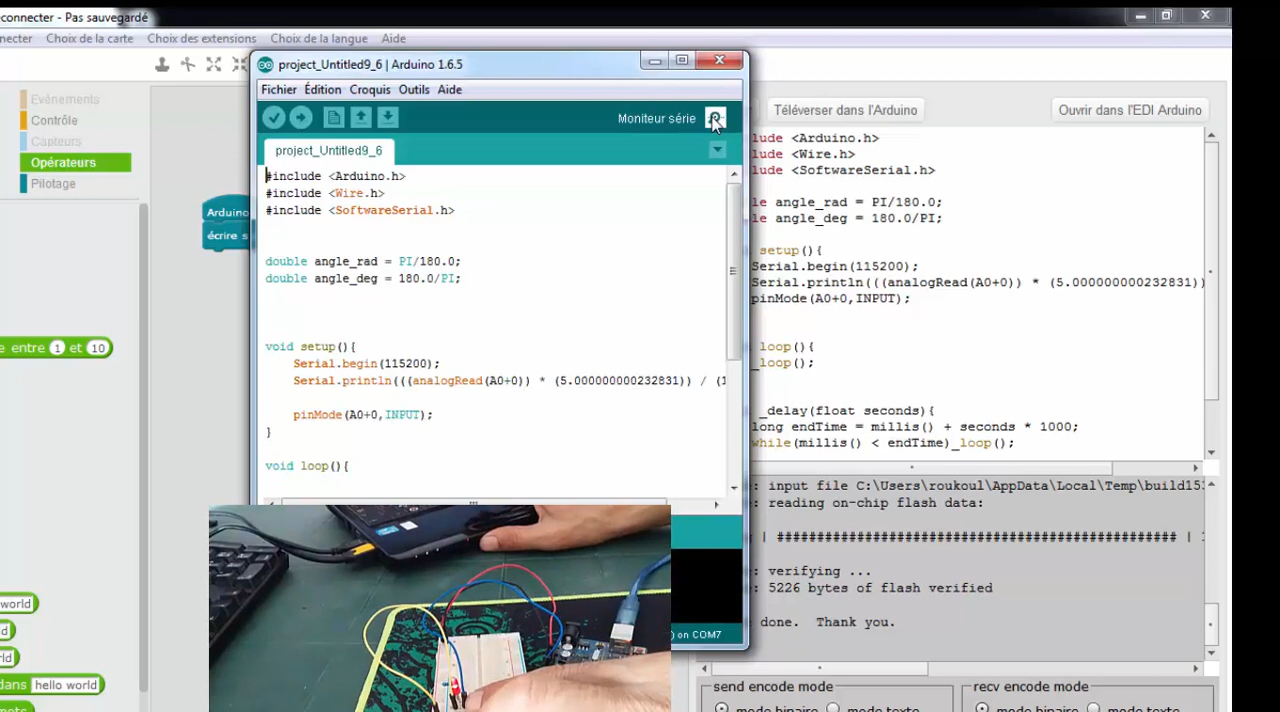 connecter - Pas sauvegardé
Choix de la carte Choix des extensions Choix de la langue Aide
Evénements
Contrôle
Capteurs
Opérateurs
Pilotage
Arduino
écrire
entre 1 et 10
world
dans hello world
project_Untitled9_6 | Arduino 1.6.5
Fichier Édition Croquis Outils Aide
Moniteur série
project_Untitled9_6
#include <Arduino.h>
#include <Wire.h>
#include <SoftwareSerial.h>
double angle_rad = PI/180.0;
double angle_deg = 180.0/PI;
void setup(){
Serial.begin(115200);
Serial.println(((analogRead(A0+0)) * (5.000000000232831)) / (
pinMode(A0+0,INPUT);
}
void loop(){
) on COM7
Téléverser dans l'Arduino
Ouvrir dans l'EDI Arduino
lude <Arduino.h>
lude <Wire.h>
lude <SoftwareSerial.h>
le angle_rad = PI/180.0;
le angle_deg = 180.0/PI;
setup(){
Serial.begin(115200);
Serial.println(((analogRead(A0+0)) * (5.000000000232831))
pinMode(A0+0,INPUT);
loop(){
_loop();
_delay(float seconds){
long endTime = millis() + seconds * 1000;
while(millis() < endTime)_loop();
: input file C:\Users\roukoul\AppData\Local\Temp\build15
: reading on-chip flash data:
| ################################################ |
: verifying ...
: 5226 bytes of flash verified
done. Thank you.
send encode mode
recv encode mode
mode binaire mode texte
mode binaire mode texte